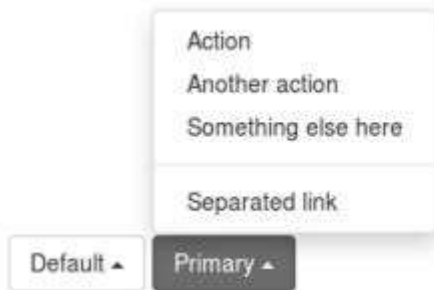 Action
Another action
Something else here
Separated link
Default
Primary